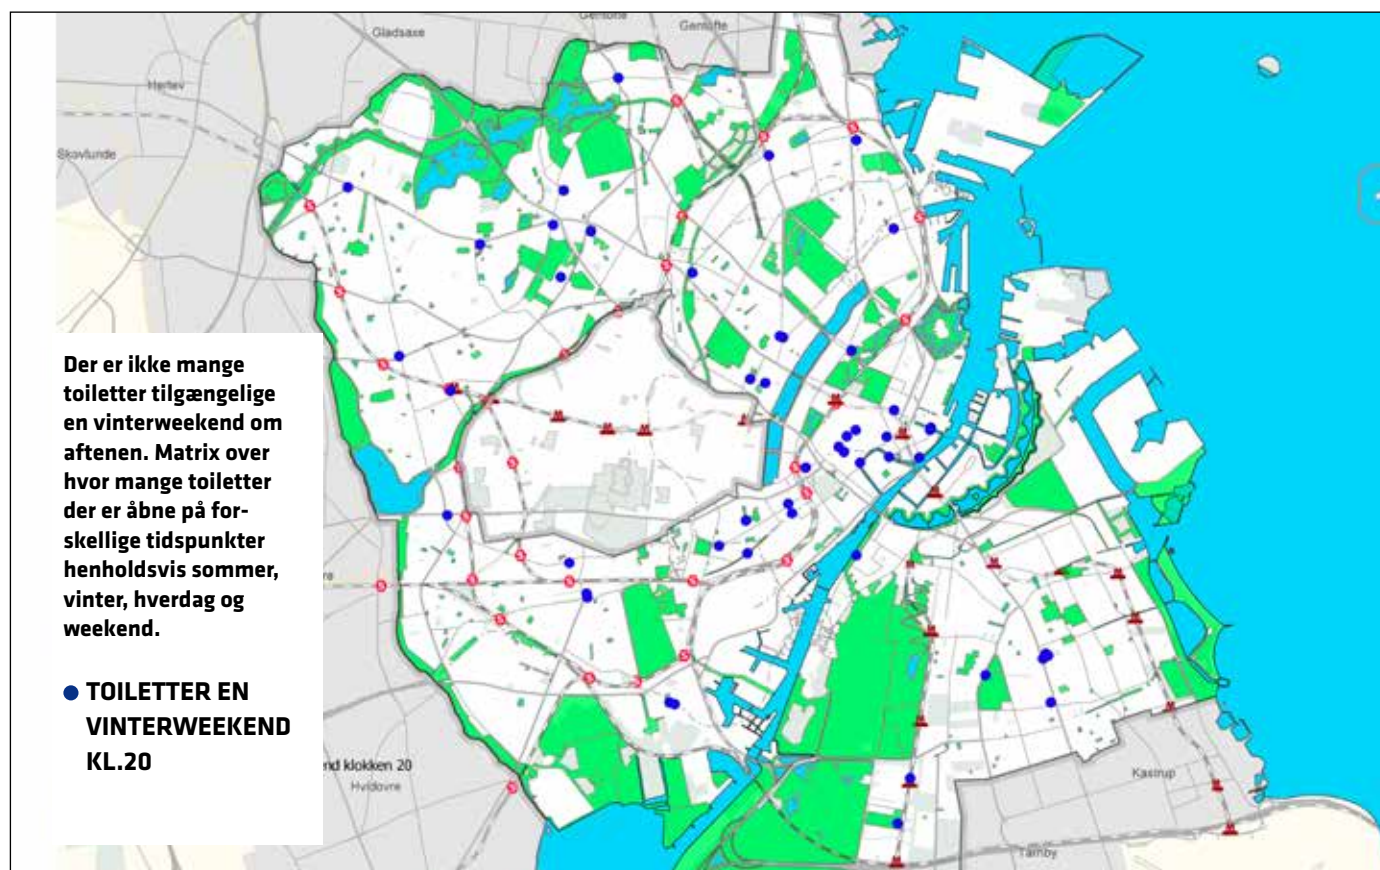 Gentofte
Gentofte
Gladsaxe
Herlev
Skovlunde
Der er ikke mange
toiletter tilgængelige
en vinterweekend om
aftenen. Matrix over
hvor mange toiletter
der er åbne på for-
skellige tidspunkter
henholdsvis sommer,
vinter, hverdag og
weekend.
TOILETTER EN
VINTERWEEKEND
KL.20
nd klokken 20
Hvidovre
Kastrup
Tårnby